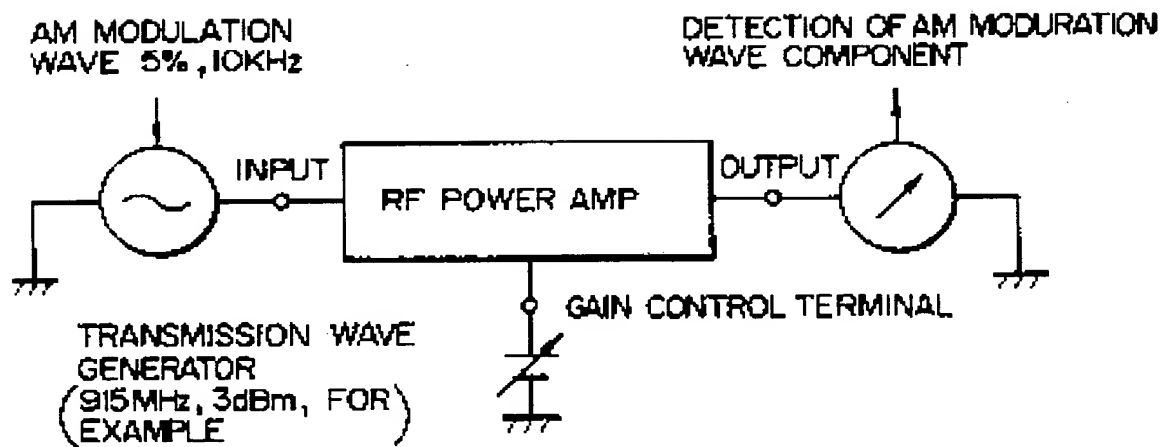 AM MODULATION
WAVE 5%, 10KHz
DETECTION OF AM MODURATION
WAVE COMPONENT
INPUT
RF POWER AMP
OUTPUT
GAIN CONTROL TERMINAL
TRANSMISSION WAVE
GENERATOR
(915MHz, 3dBm, FOR
EXAMPLE)